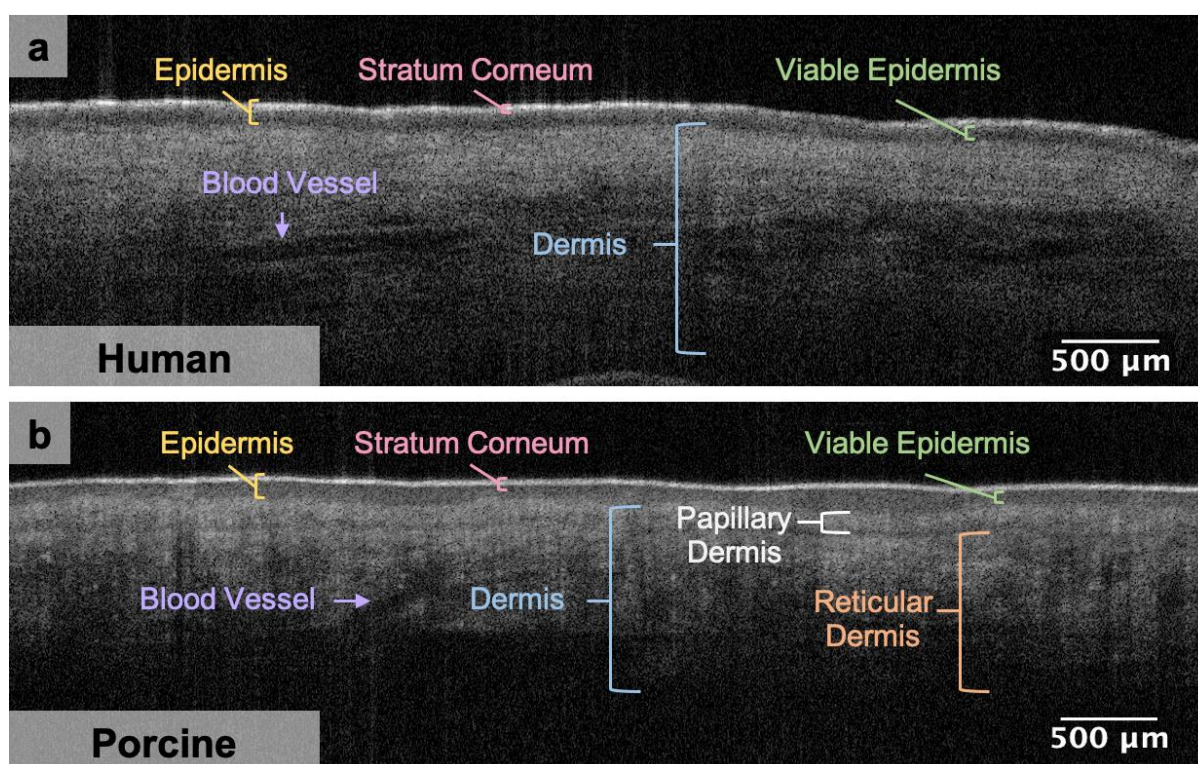 a
Epidermis
Stratum Corneum
Viable Epidermis
Blood Vessel
Dermis
Human
500 µm
b
Epidermis
Stratum Corneum
Viable Epidermis
Papillary
Dermis
Blood Vessel
Dermis
Reticular
Dermis
Porcine
500 µm